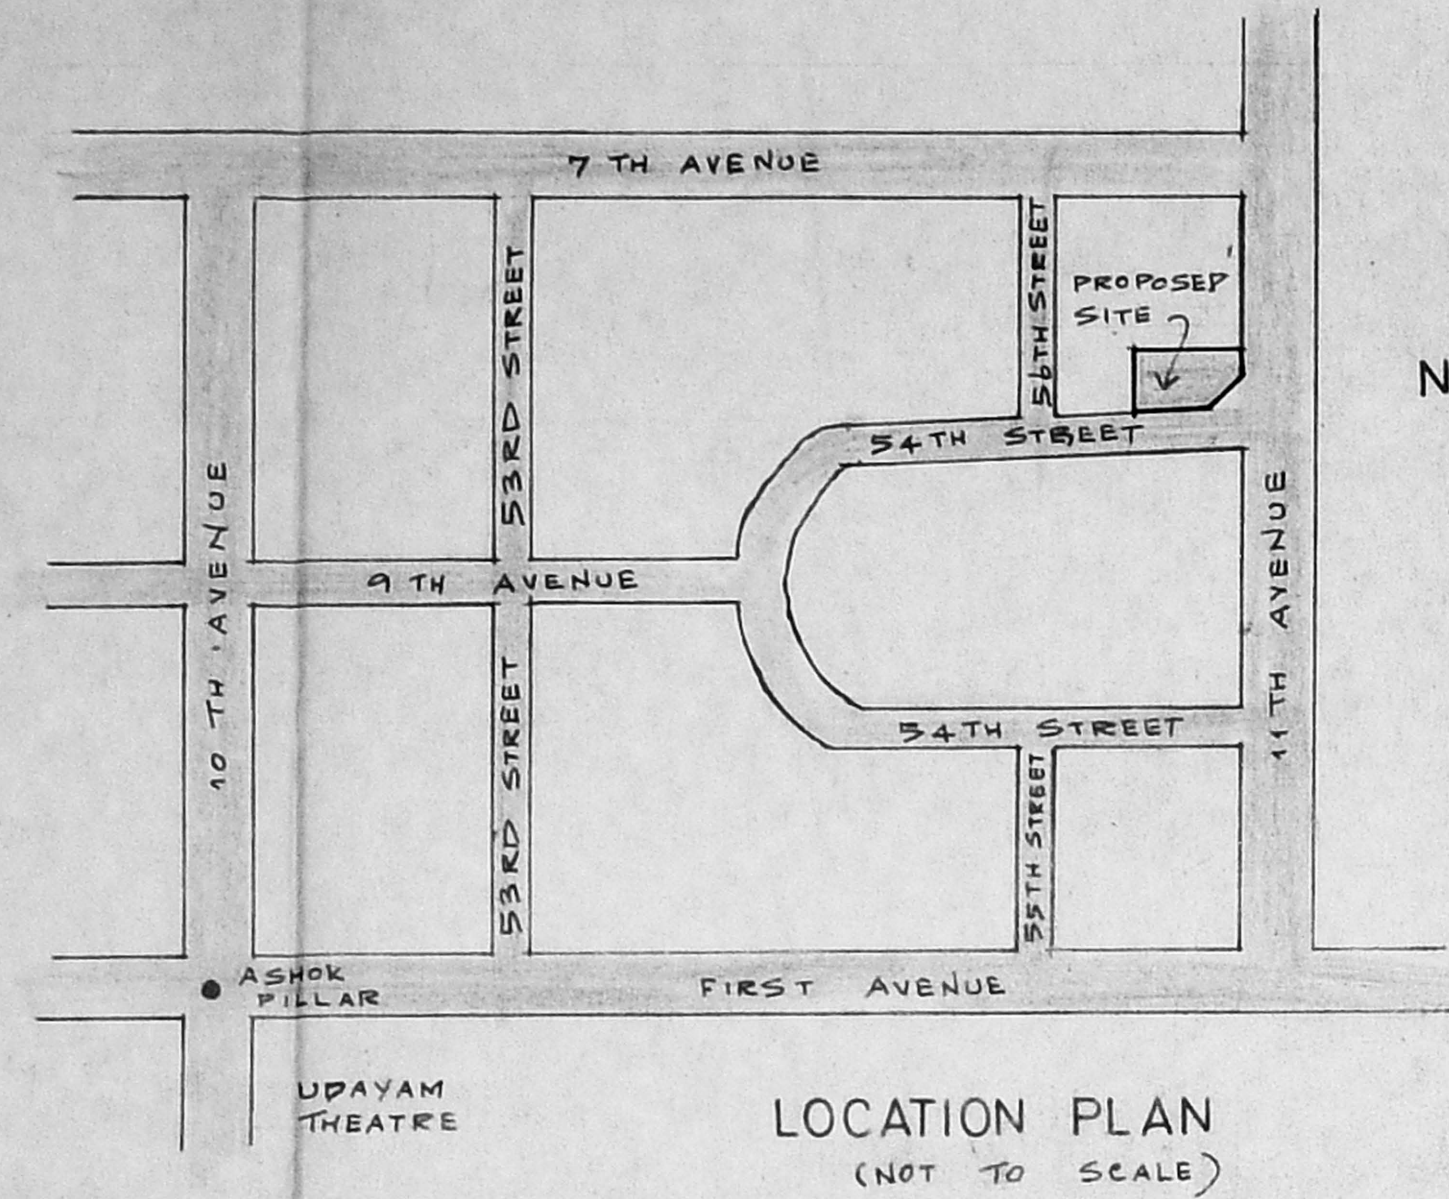 7 TH AVENUE
53RD STREET
56TH STREET
PROPOSED
SITE
54TH STREET
10 TH AVENUE
9 TH AVENUE
11 TH AVENUE
N
54TH STREET
53RD STREET
55TH STREET
ASHOK
PILLAR
FIRST AVENUE
UDAYAM
THEATRE
LOCATION PLAN
(NOT TO SCALE)